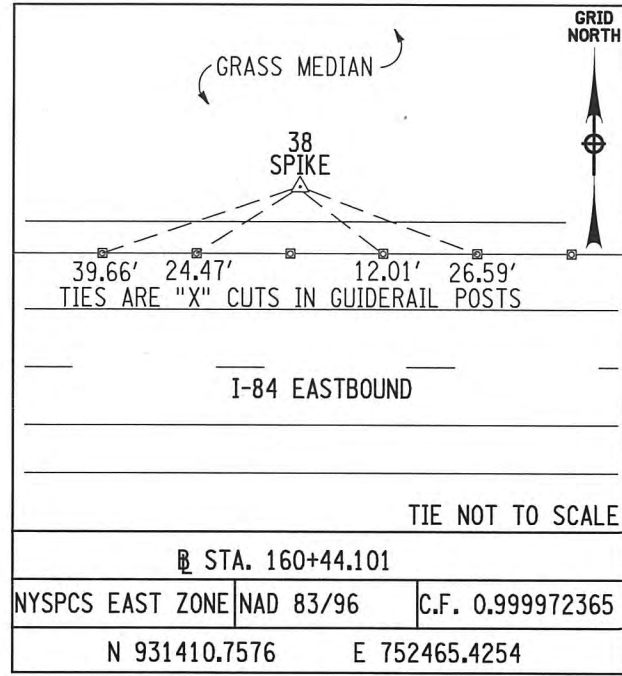 GRID
NORTH
GRASS MEDIAN
38
SPIKE
39.66' 24.47' 12.01' 26.59'
TIES ARE "X" CUTS IN GUIDERAIL POSTS
I-84 EASTBOUND
TIE NOT TO SCALE
BL STA. 160+44.101
NYSPCS EAST ZONE NAD 83/96 C.F. 0.999972365
N 931410.7576 E 752465.4254